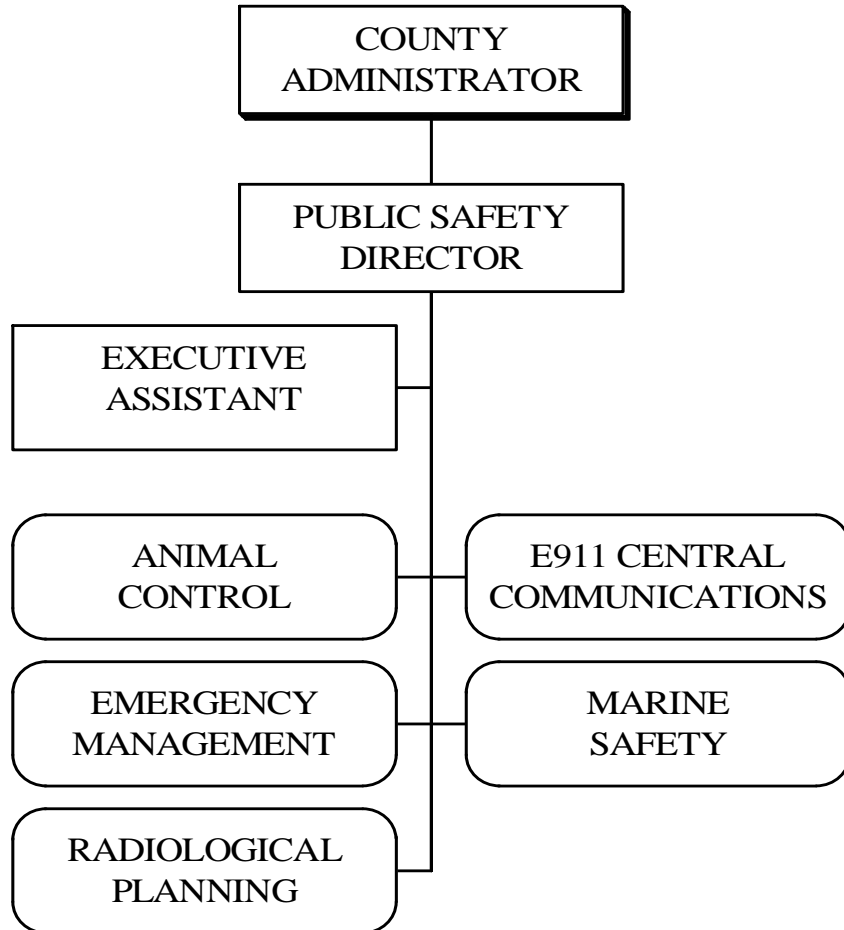 COUNTY
ADMINISTRATOR
PUBLIC SAFETY
DIRECTOR
EXECUTIVE
ASSISTANT
ANIMAL
CONTROL
E911 CENTRAL
COMMUNICATIONS
EMERGENCY
MANAGEMENT
MARINE
SAFETY
RADIOLOGICAL
PLANNING